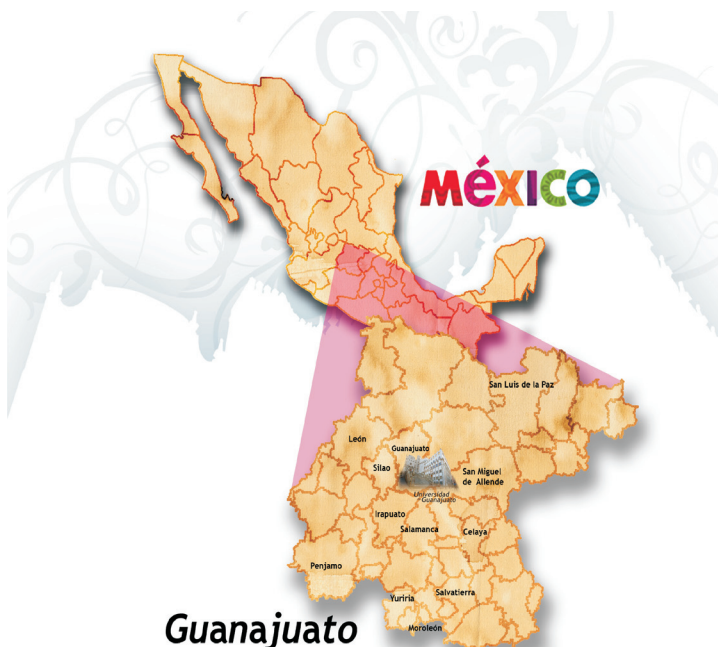 México
San Luis de la Paz
León
Guanajuato
Silao
San Miguel
de Allende
Universidad
de Guanajuato
Irapuato
Salamanca
Celaya
Penjamo
Yuriria
Salvatierra
Moroleón
Guanajuato